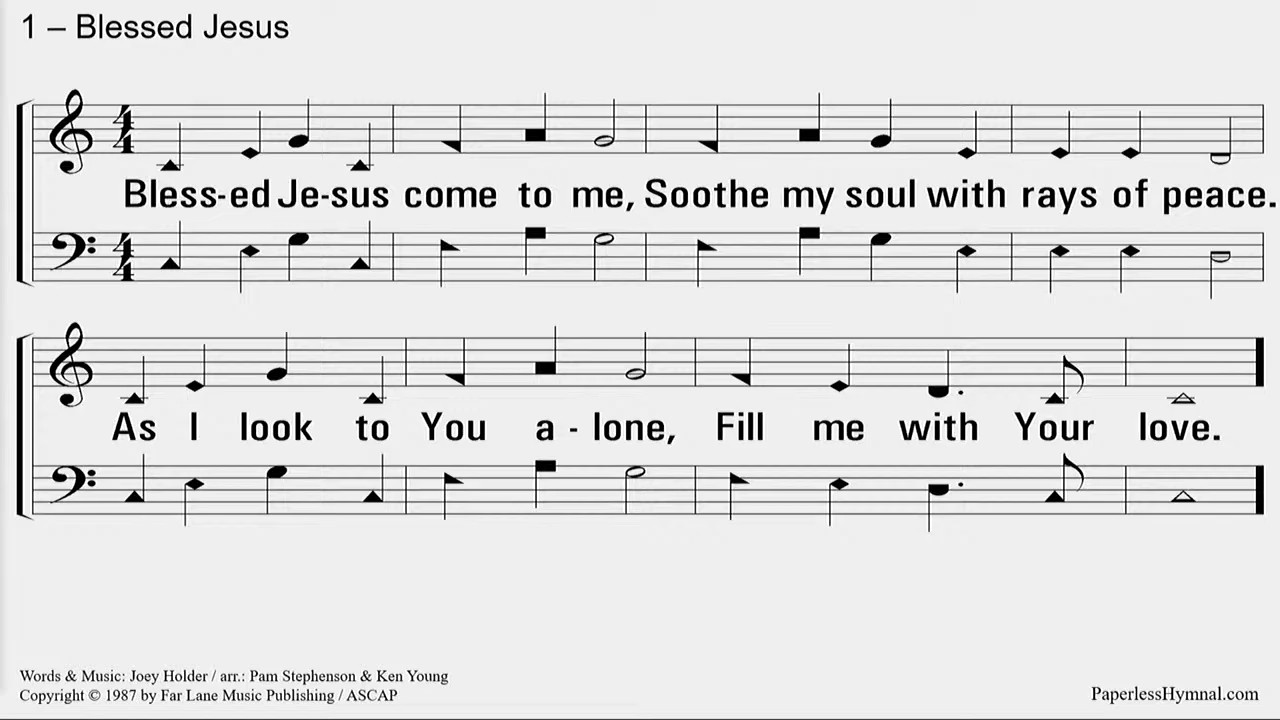 1 – Blessed Jesus
Bless-ed Je-sus come to me, Soothe my soul with rays of peace.
As I look to You a - lone, Fill me with Your love.
Words & Music: Joey Holder / arr.: Pam Stephenson & Ken Young
Copyright © 1987 by Far Lane Music Publishing / ASCAP
PaperlessHymnal.com